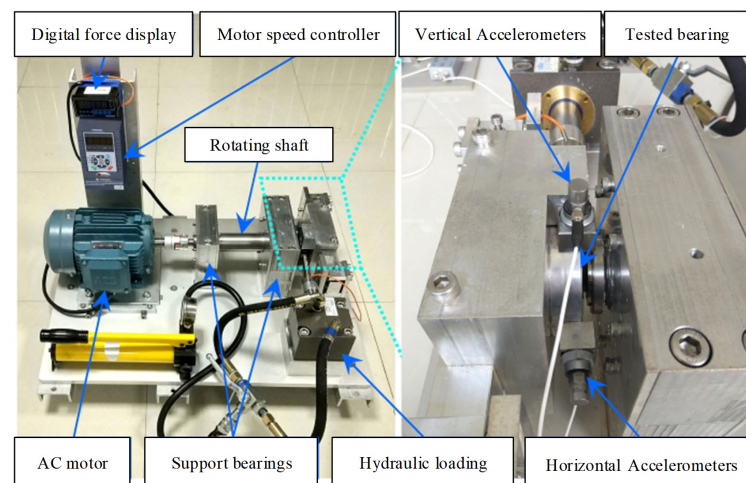 Digital force display
Motor speed controller
Vertical Accelerometers
Tested bearing
Rotating shaft
AC motor
Support bearings
Hydraulic loading
Horizontal Accelerometers